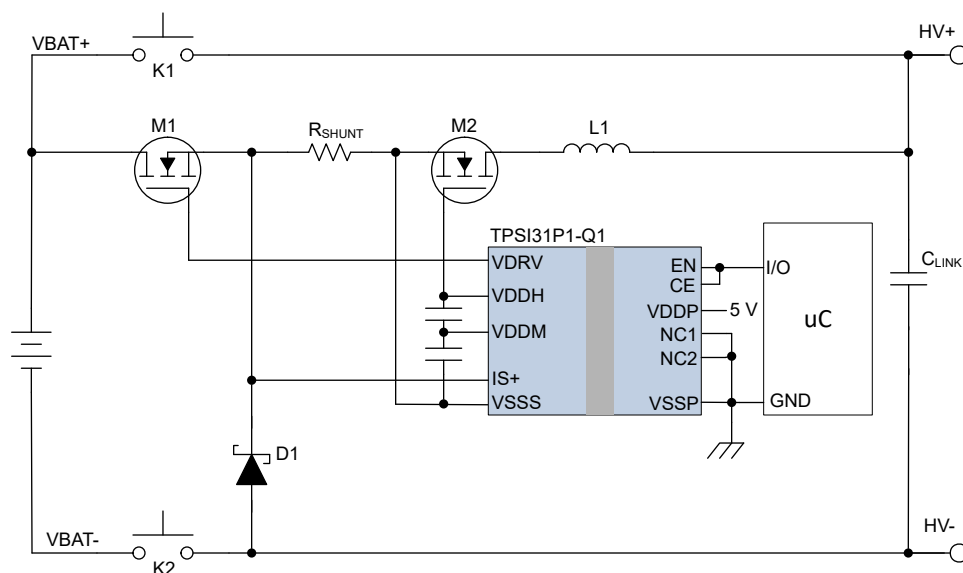 VBAT+
HV+
K1
M1
RSHUNT
M2
L1
TPSI31P1-Q1
VDRV
EN
I/O
CE
CLINK
VDDH
VDDP
5 V
uC
VDDM
NC1
NC2
IS+
VSSS
VSSP
GND
D1
VBAT-
HV-
K2